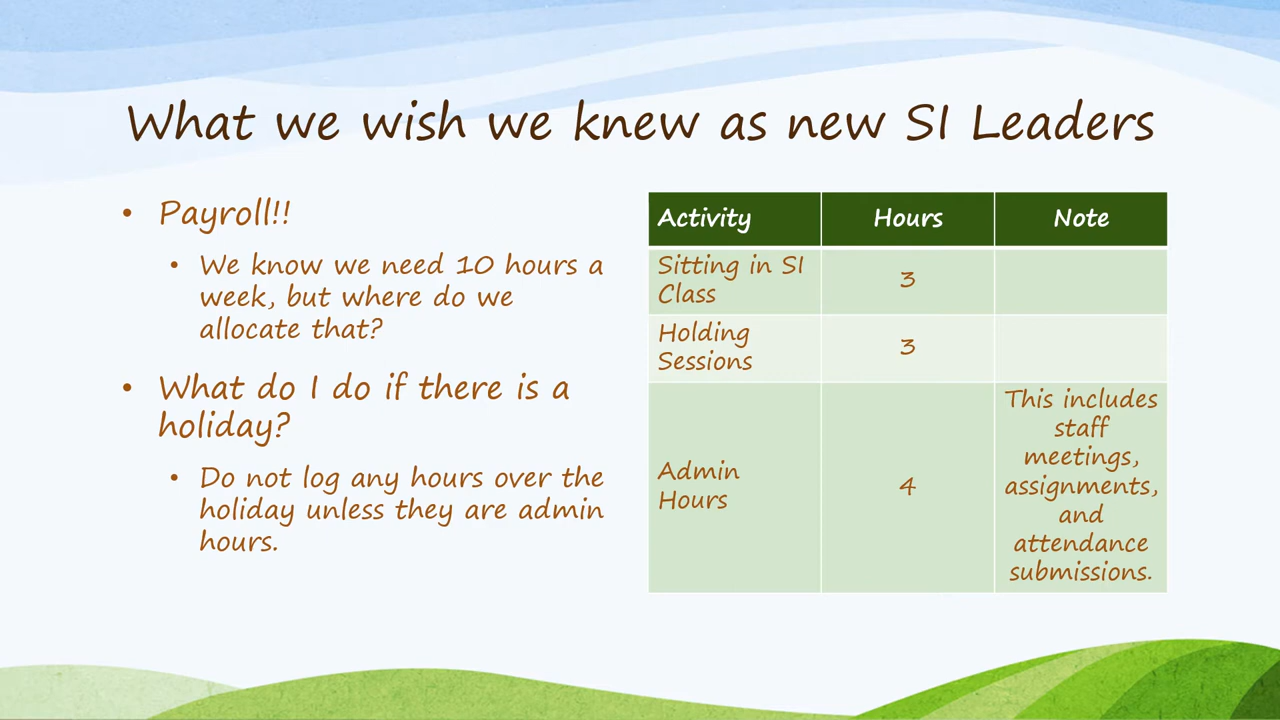 What we wish we knew as new SI Leaders
• Payroll!!
• We know we need 10 hours a
week, but where do we
allocate that?
• What do I do if there is a
holiday?
• Do not log any hours over the
holiday unless they are admin
hours.
Activity Hours Note
Sitting in SI
Class
3
Holding
Sessions
3
Admin
Hours
4
This includes
staff
meetings,
assignments,
and
attendance
submissions.